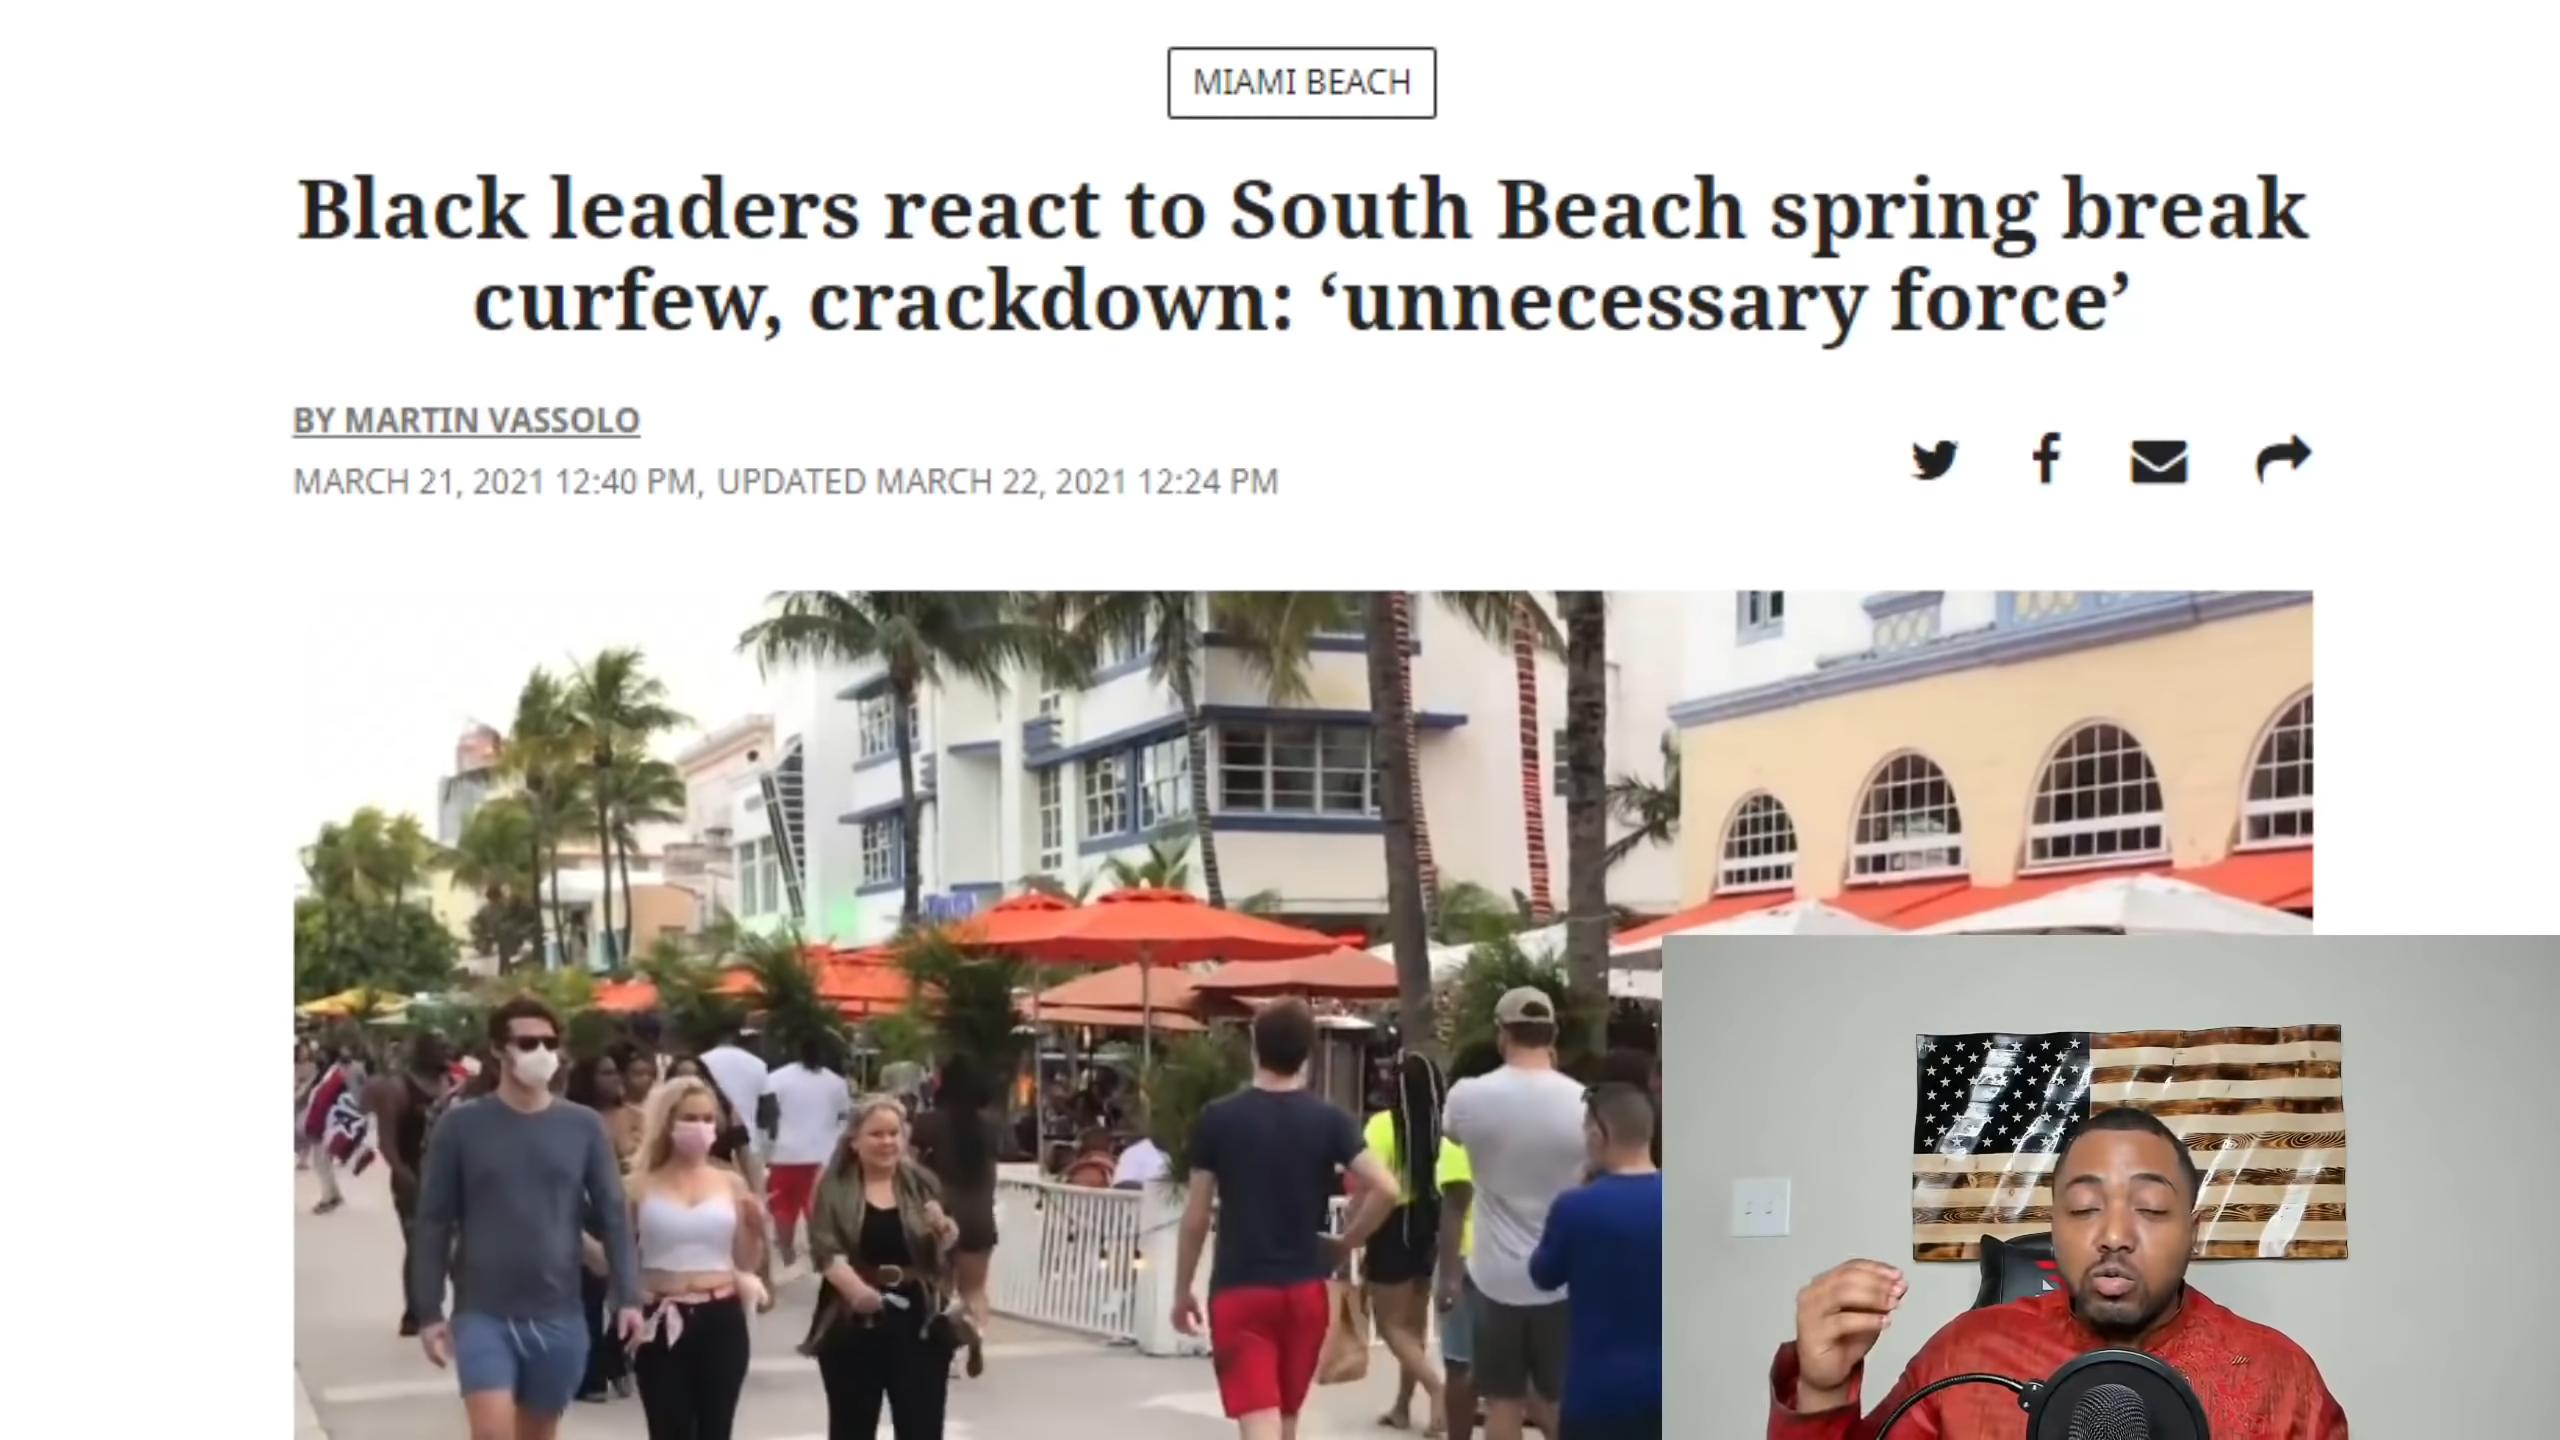 MIAMI BEACH
Black leaders react to South Beach spring break
curfew, crackdown: ‘unnecessary force’
BY MARTIN VASSOLO
MARCH 21, 2021 12:40 PM, UPDATED MARCH 22, 2021 12:24 PM